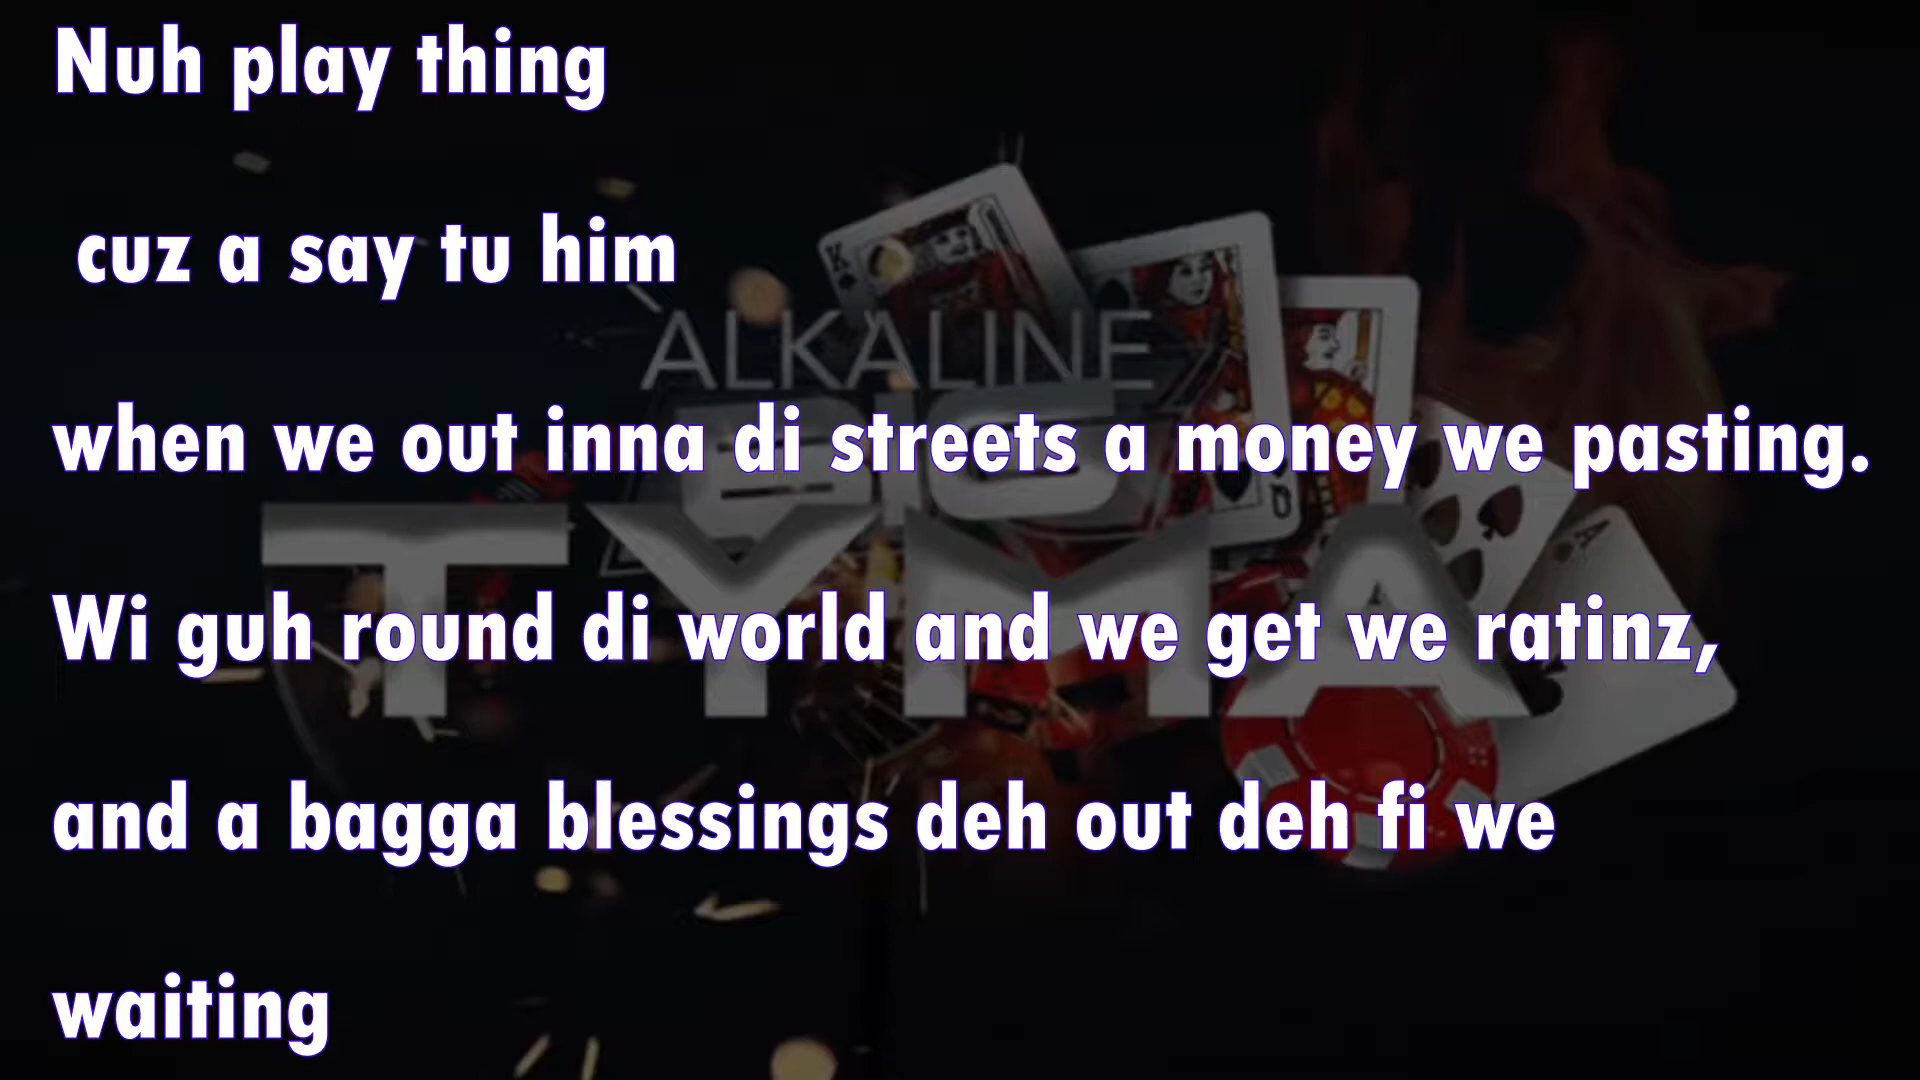 Nuh play thing
cuz a say tu him
ALKALINE
BIG
when we out inna di streets a money we pasting.
TYMA
Wi guh round di world and we get we ratinz,
and a bagga blessings deh out deh fi we
waiting
K
Q
A